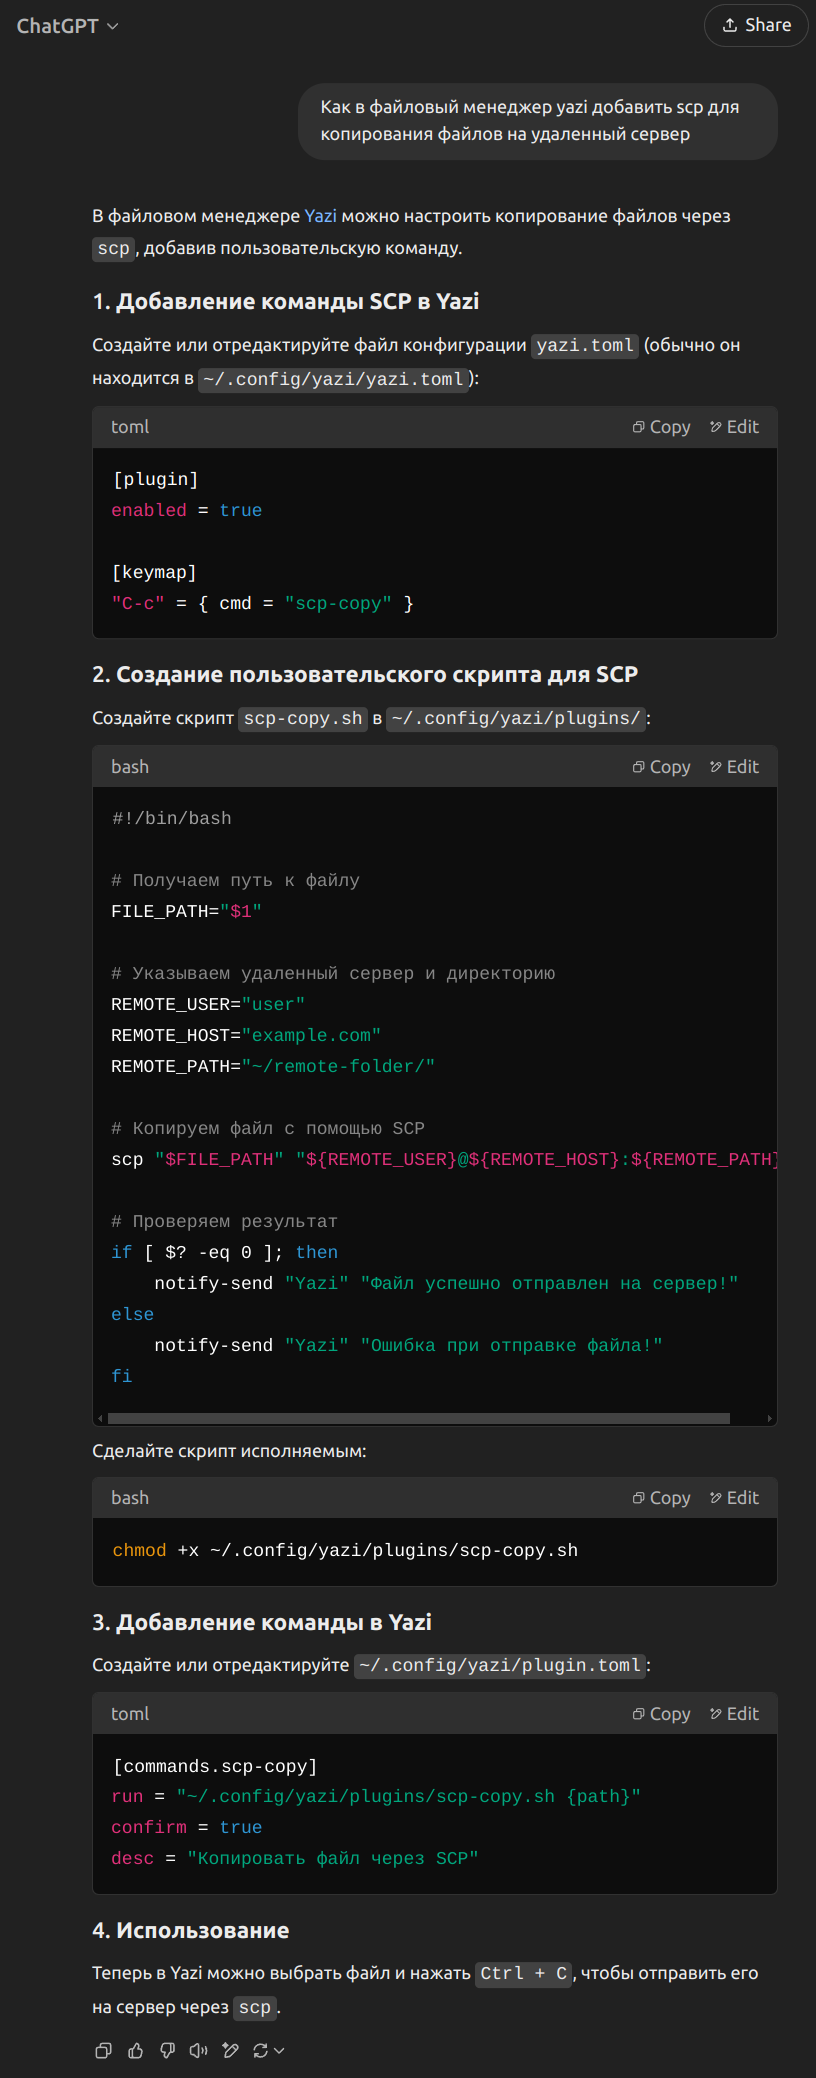 ChatGPT
Share
Как в файловый менеджер yazi добавить scp для
копирования файлов на удаленный сервер
В файловом менеджере Yazi можно настроить копирование файлов через
scp, добавив пользовательскую команду.
1. Добавление команды SCP в Yazi
Создайте или отредактируйте файл конфигурации yazi.toml (обычно он
находится в ~/.config/yazi/yazi.toml):
toml Copy Edit
[plugin]
enabled = true
[keymap]
"C-c" = { cmd = "scp-copy" }
2. Создание пользовательского скрипта для SCP
Создайте скрипт scp-copy.sh в ~/.config/yazi/plugins/:
bash Copy Edit
#!/bin/bash
# Получаем путь к файлу
FILE_PATH="$1"
# Указываем удаленный сервер и директорию
REMOTE_USER="user"
REMOTE_HOST="example.com"
REMOTE_PATH="~/remote-folder/"
# Копируем файл с помощью SCP
scp "$FILE_PATH" "${REMOTE_USER}@${REMOTE_HOST}:${REMOTE_PATH}
# Проверяем результат
if [ $? -eq 0 ]; then
    notify-send "Yazi" "Файл успешно отправлен на сервер!"
else
    notify-send "Yazi" "Ошибка при отправке файла!"
fi
Сделайте скрипт исполняемым:
bash Copy Edit
chmod +x ~/.config/yazi/plugins/scp-copy.sh
3. Добавление команды в Yazi
Создайте или отредактируйте ~/.config/yazi/plugin.toml:
toml Copy Edit
[commands.scp-copy]
run = "~/.config/yazi/plugins/scp-copy.sh {path}"
confirm = true
desc = "Копировать файл через SCP"
4. Использование
Теперь в Yazi можно выбрать файл и нажать Ctrl + C, чтобы отправить его
на сервер через scp.